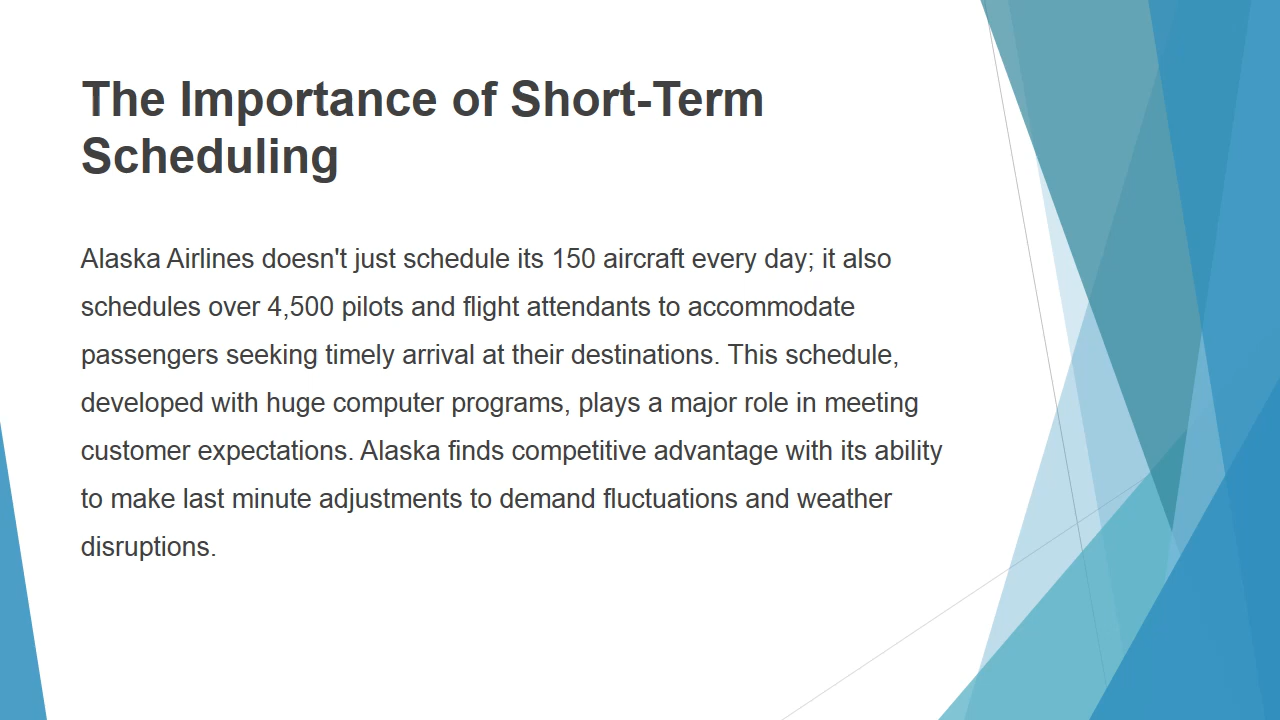 The Importance of Short-Term
Scheduling
Alaska Airlines doesn't just schedule its 150 aircraft every day; it also
schedules over 4,500 pilots and flight attendants to accommodate
passengers seeking timely arrival at their destinations. This schedule,
developed with huge computer programs, plays a major role in meeting
customer expectations. Alaska finds competitive advantage with its ability
to make last minute adjustments to demand fluctuations and weather
disruptions.